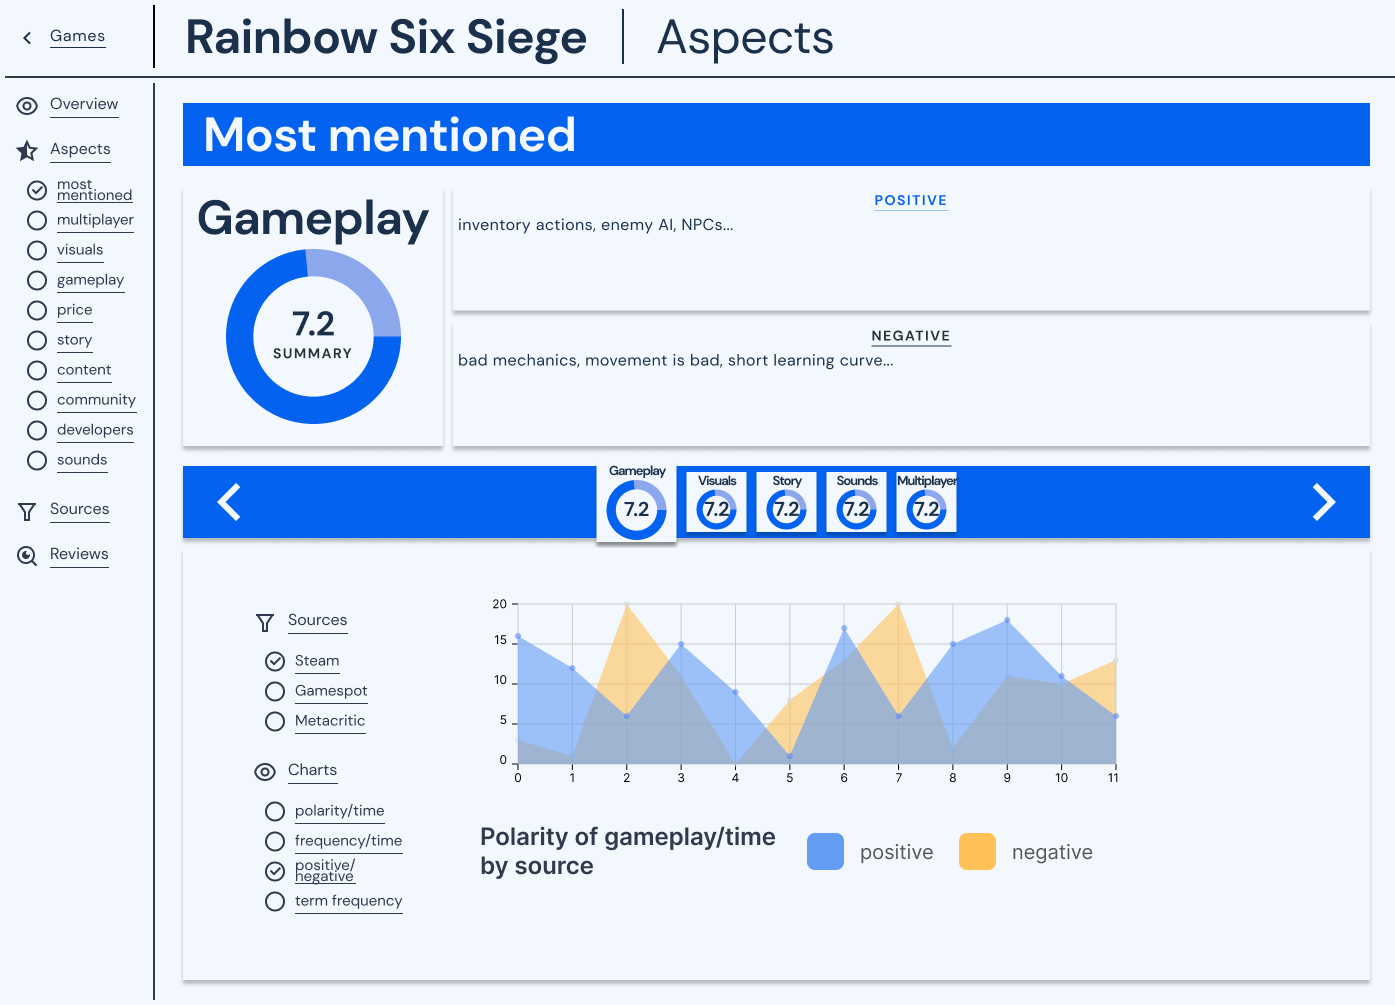 Games
Rainbow Six Siege
Aspects
Overview
Aspects
most
mentioned
multiplayer
visuals
gameplay
price
story
content
community
developers
sounds
Sources
Reviews
Most mentioned
Gameplay
7.2
SUMMARY
POSITIVE
inventory actions, enemy AI, NPCs...
NEGATIVE
bad mechanics, movement is bad, short learning curve...
Gameplay
7.2
Visuals
7.2
Story
7.2
Sounds
7.2
Multiplayer
7.2
Sources
Steam
Gamespot
Metacritic
Charts
polarity/time
frequency/time
positive/
negative
term frequency
20
15
10
5
0
0 1 2 3 4 5 6 7 8 9 10 11
Polarity of gameplay/time
by source
positive
negative